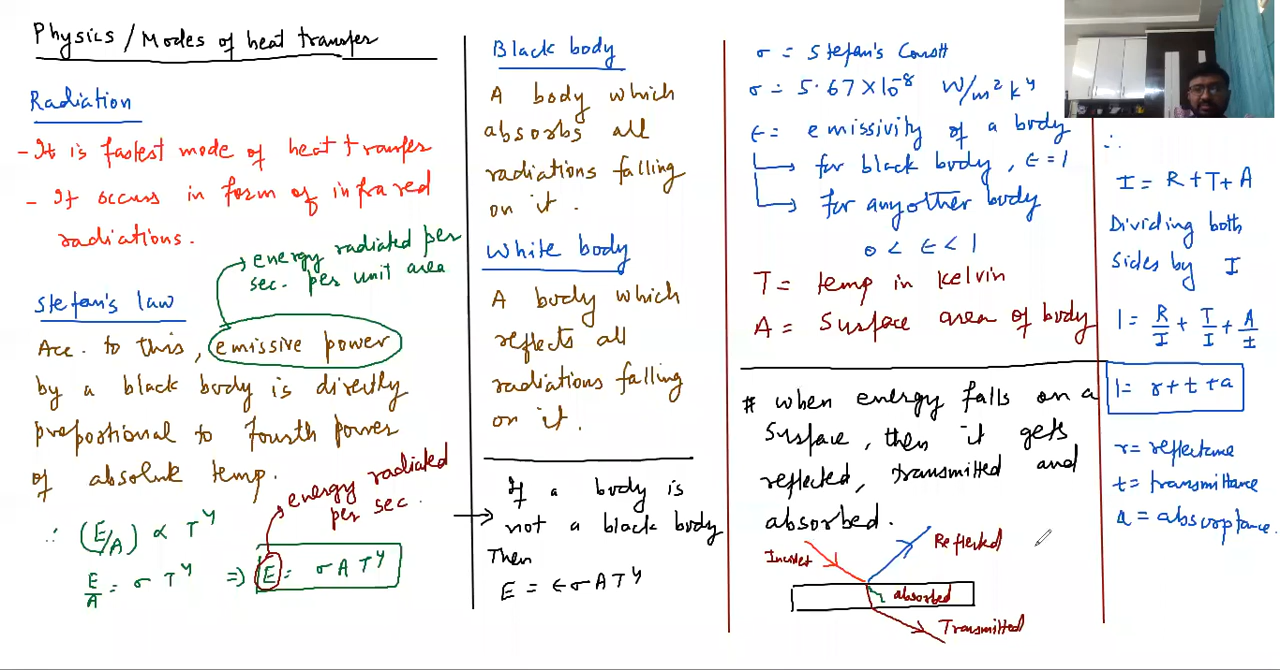 Physics / Modes of heat transfer
Radiation
- It is fastest mode of heat transfer
- It occurs in form of infrared
radiations.
energy radiated per
sec. per unit area
Stefan's law
Acc. to this, emissive power
by a black body is directly
proportional to fourth power
of absolute temp.
energy radiated
per sec.
∴ (E/A) ∝ T⁴
E/A = σ T⁴ ⇒ E = σ A T⁴
Black body
A body which
absorbs all
radiations falling
on it.
White body
A body which
reflects all
radiations falling
on it.
If a body is
not a black body
Then
E = ϵ σ A T⁴
σ = Stefan's Constt
σ = 5.67 × 10⁻⁸ W/m² k⁴
ϵ = emissivity of a body
for black body, ϵ = 1
for any other body
0 < ϵ < 1
T = temp in Kelvin
A = Surface area of body
# when energy falls on a
Surface, then it gets
reflected, transmitted and
absorbed.
Incident
Reflected
absorbed
Transmitted
∴
I = R + T + A
Dividing both
Sides by I
1 = R/I + T/I + A/I
1 = r + t + a
r = reflectance
t = transmittance
a = absorptance.